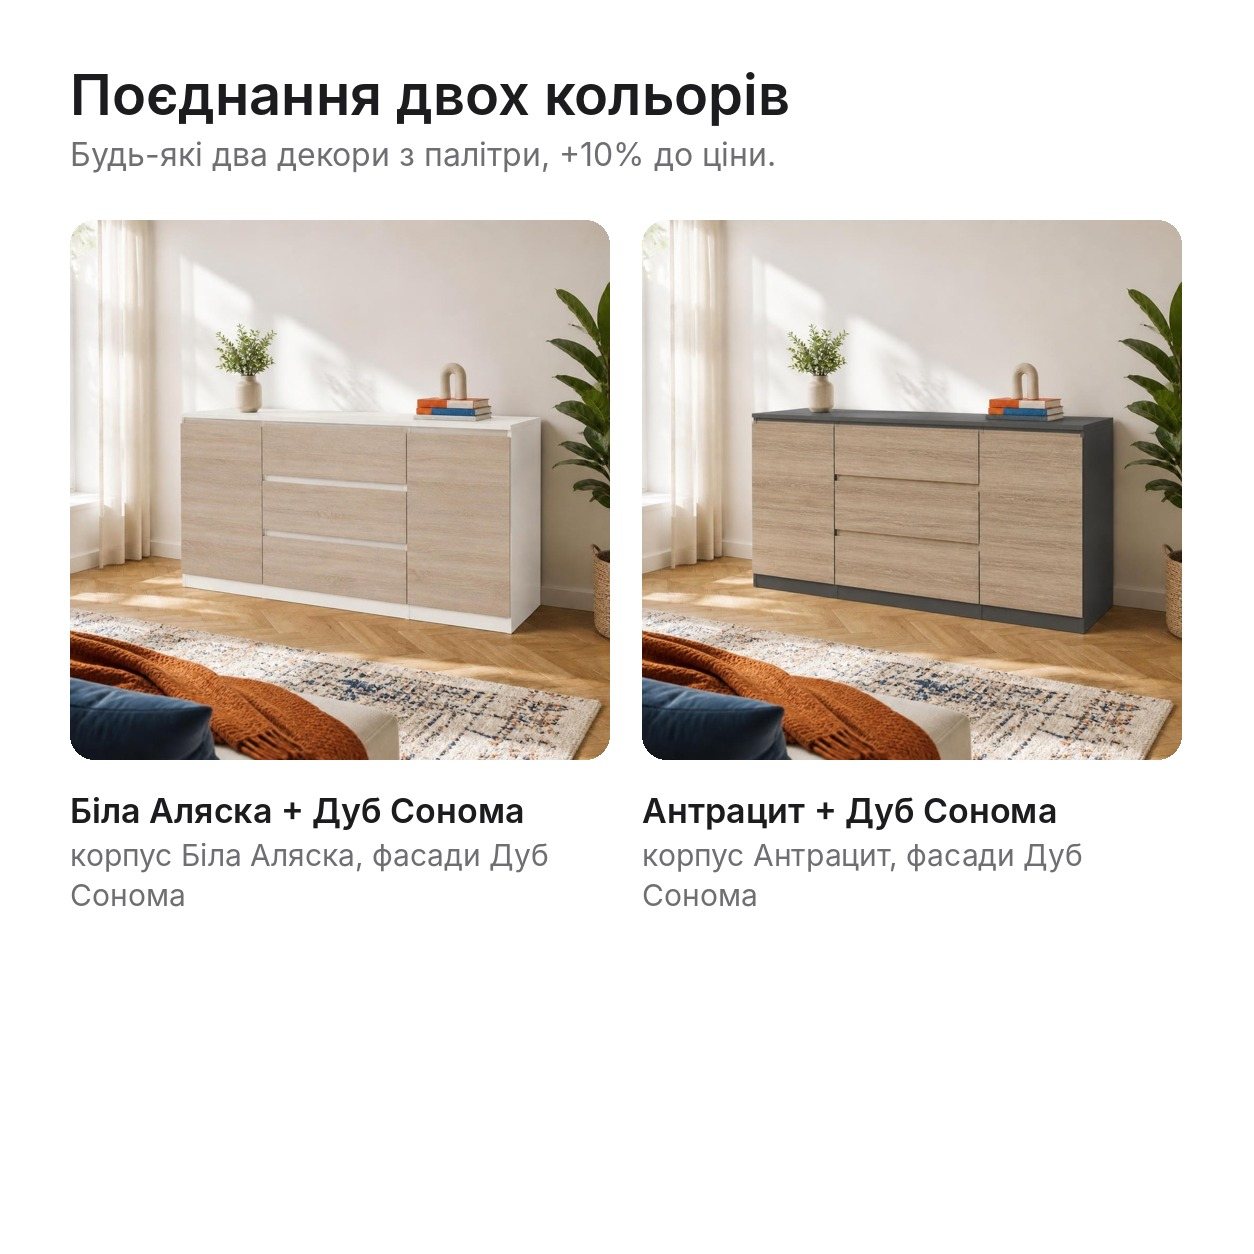 Поєднання двох кольорів
Будь-які два декори з палітри, +10% до ціни.
Біла Аляска + Дуб Сонома
корпус Біла Аляска, фасади Дуб
Сонома
Антрацит + Дуб Сонома
корпус Антрацит, фасади Дуб
Сонома